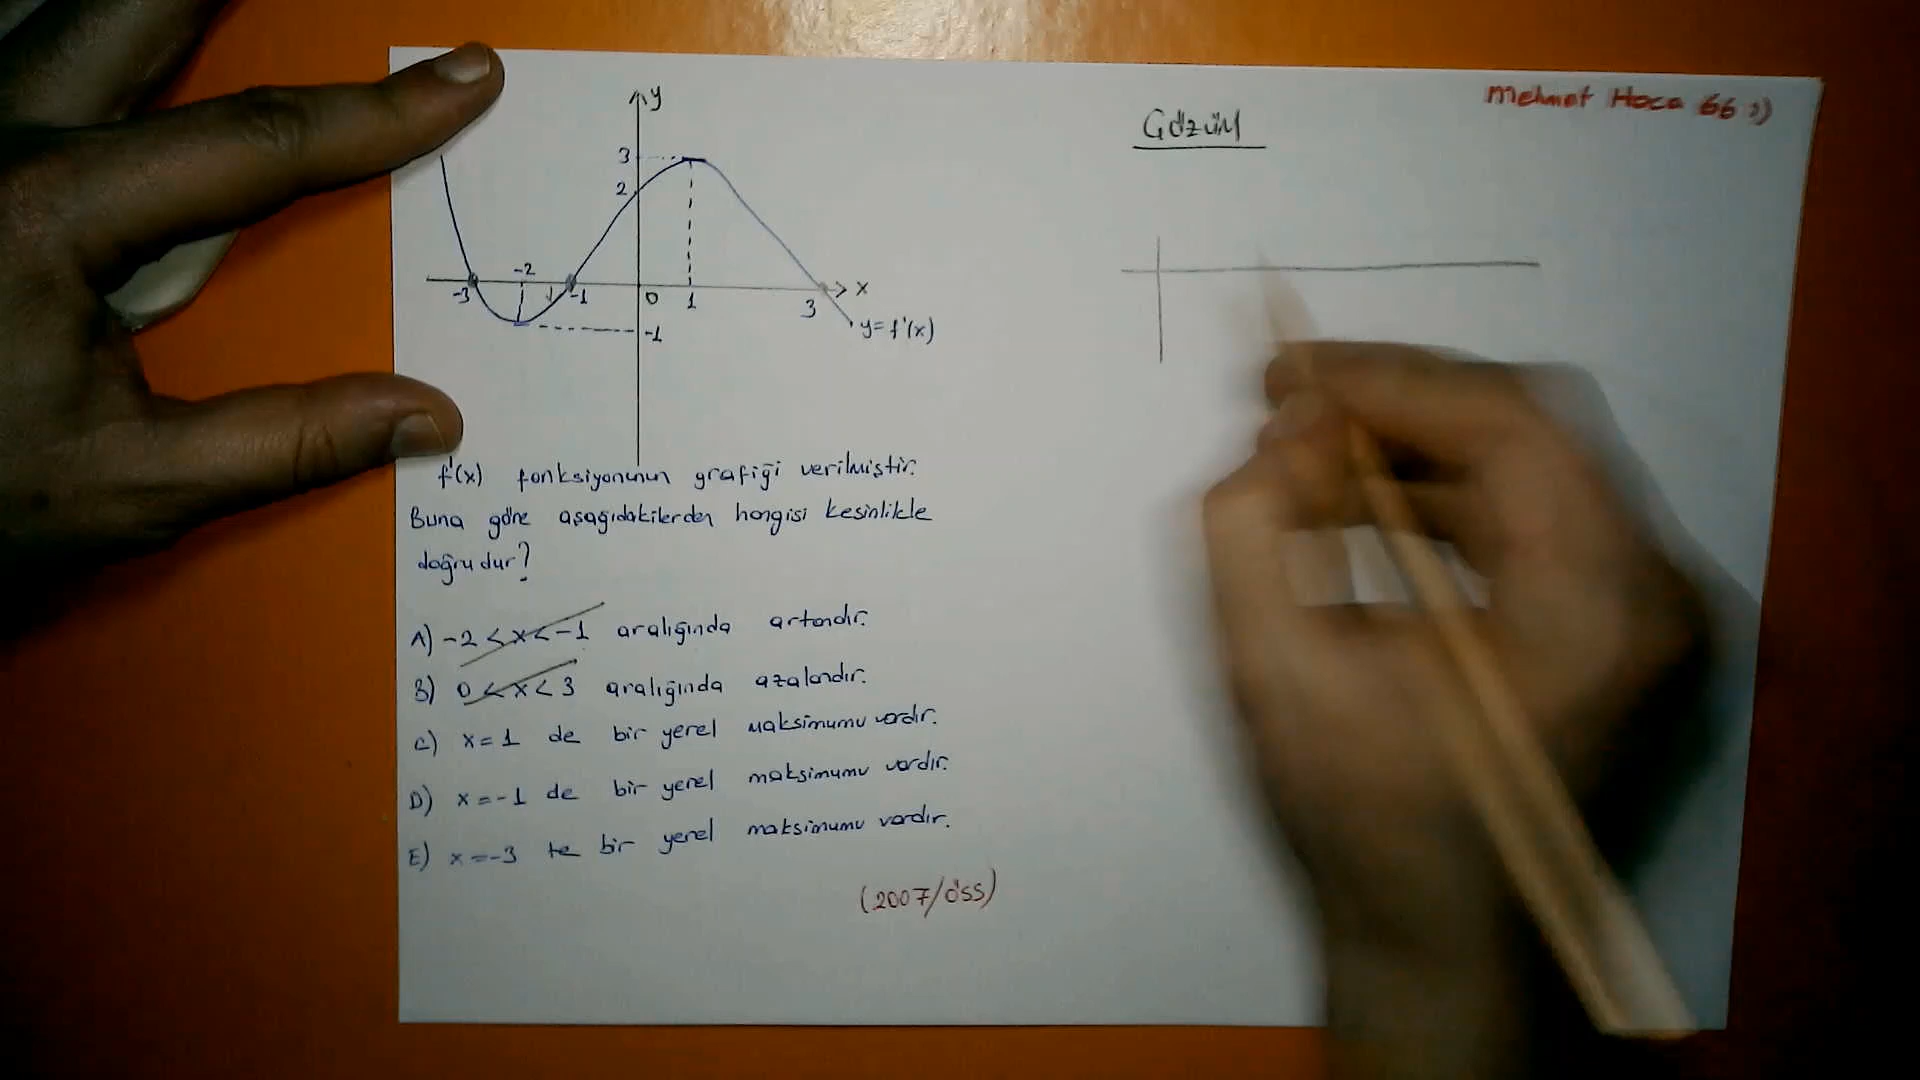 Mehmet Hoca 66 :)
y
3
2
-2
-3
-1
0
1
3
x
-1
y=f'(x)
f'(x) fonksiyonunun grafiği verilmiştir.
Buna göre aşağıdakilerden hangisi kesinlikle
doğrudur?
A) -2 < x < -1 aralığında artandır.
B) 0 < x < 3 aralığında azalandır.
C) x = 1 de bir yerel maksimumu vardır.
D) x = -1 de bir yerel maksimumu vardır.
E) x = -3 te bir yerel maksimumu vardır.
(2007/ÖSS)
Çözüm